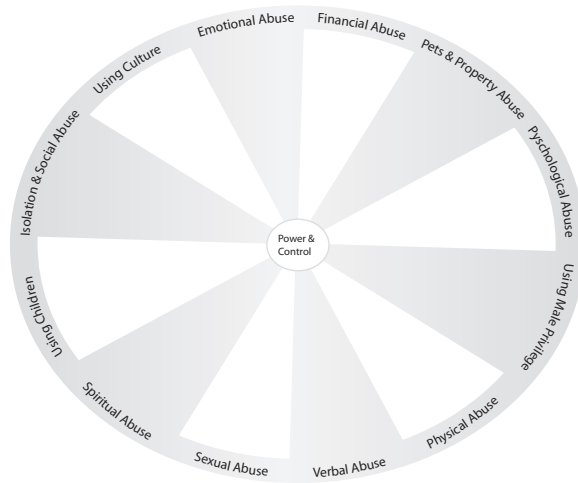 Emotional Abuse
Financial Abuse
Pets & Property Abuse
Pyschological Abuse
Using Male Privilege
Physical Abuse
Verbal Abuse
Sexual Abuse
Spiritual Abuse
Using Children
Isolation & Social Abuse
Using Culture
Power &
Control